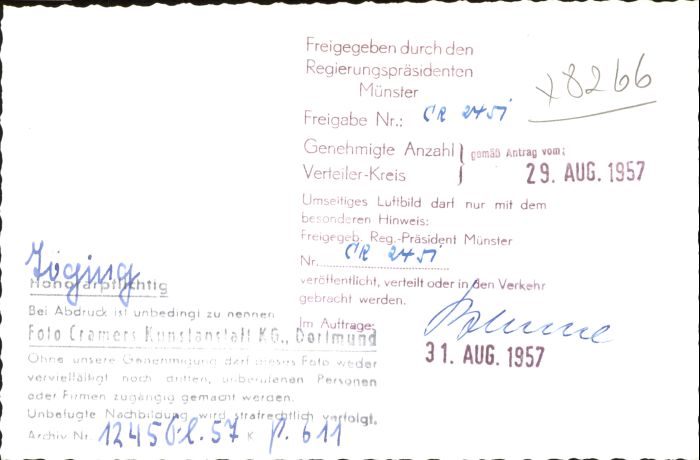 Freigegeben durch den
Regierungspräsidenten
Münster
x8266
Freigabe Nr.: CR 2451
Genehmigte Anzahl } gemäß Antrag vom:
Verteiler-Kreis
29. AUG. 1957
Umseitiges Luftbild darf nur mit dem
besonderen Hinweis:
Freigegeb. Reg.-Präsident Münster
Nr. CR 2451
veröffentlicht, verteilt oder in den Verkehr
gebracht werden.
Im Auftrage:
31. AUG. 1957
Honorarpflichtig
Bei Abdruck ist unbedingt zu nennen
Foto Cramers Kunstanstalt KG., Dortmund
Ohne unsere Genehmigung darf dieses Foto weder
vervielfältigt noch dritten, unberufenen Personen
oder Firmen zugängig gemacht werden.
Unbefugte Nachbildung wird strafrechtlich verfolgt.
Archiv Nr. 1245 Pl. 57 K P. 611